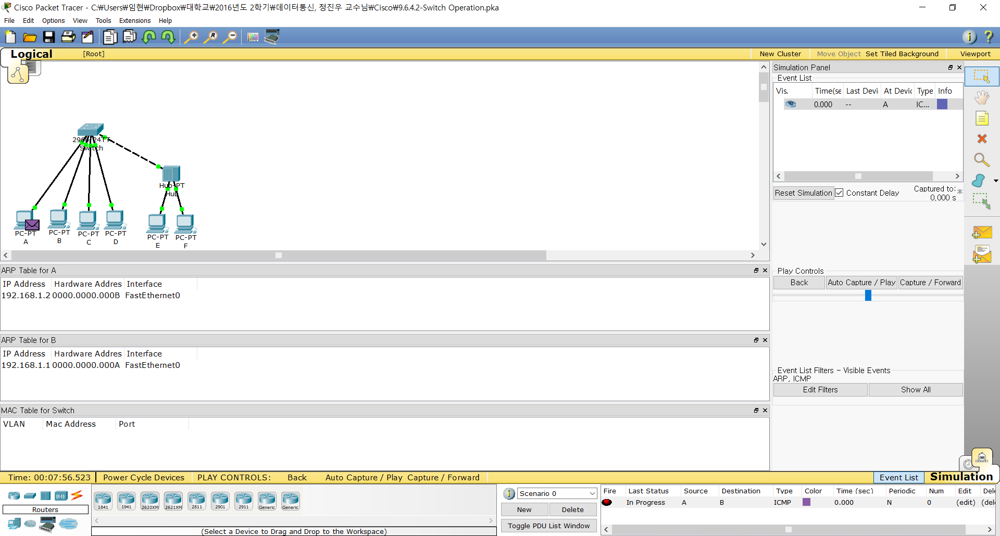 Cisco Packet Tracer - C:₩Users₩임현₩Dropbox₩대학교₩2016년도 2학기₩데이터통신, 정진우 교수님₩Cisco₩9.6.4.2-Switch Operation.pka
File Edit Options View Tools Extensions Help
Logical [Root] New Cluster Move Object Set Tiled Background Viewport
2960-24TT
Switch
Hub-PT
Hub
PC-PT
A
PC-PT
B
PC-PT
C
PC-PT
D
PC-PT
E
PC-PT
F
Simulation Panel
Event List
Vis. Time(se Last Devi At Devic Type Info
0.000 -- A IC...
Reset Simulation Constant Delay Captured to:
0.000 s
Play Controls
Back Auto Capture / Play Capture / Forward
Event List Filters - Visible Events
ARP, ICMP
Edit Filters Show All
ARP Table for A
IP Address Hardware Addres Interface
192.168.1.2 0000.0000.000B FastEthernet0
ARP Table for B
IP Address Hardware Addres Interface
192.168.1.1 0000.0000.000A FastEthernet0
MAC Table for Switch
VLAN Mac Address Port
Time: 00:07:56.523 Power Cycle Devices PLAY CONTROLS: Back Auto Capture / Play Capture / Forward Event List Simulation
Routers
1841 1941 2620XM 2621XM 2811 2901 2911 Generic Generic
(Select a Device to Drag and Drop to the Workspace)
Scenario 0
New Delete
Toggle PDU List Window
Fire Last Status Source Destination Type Color Time (sec) Periodic Num Edit Dele
In Progress A B ICMP 0.000 N 0 (edit) (del